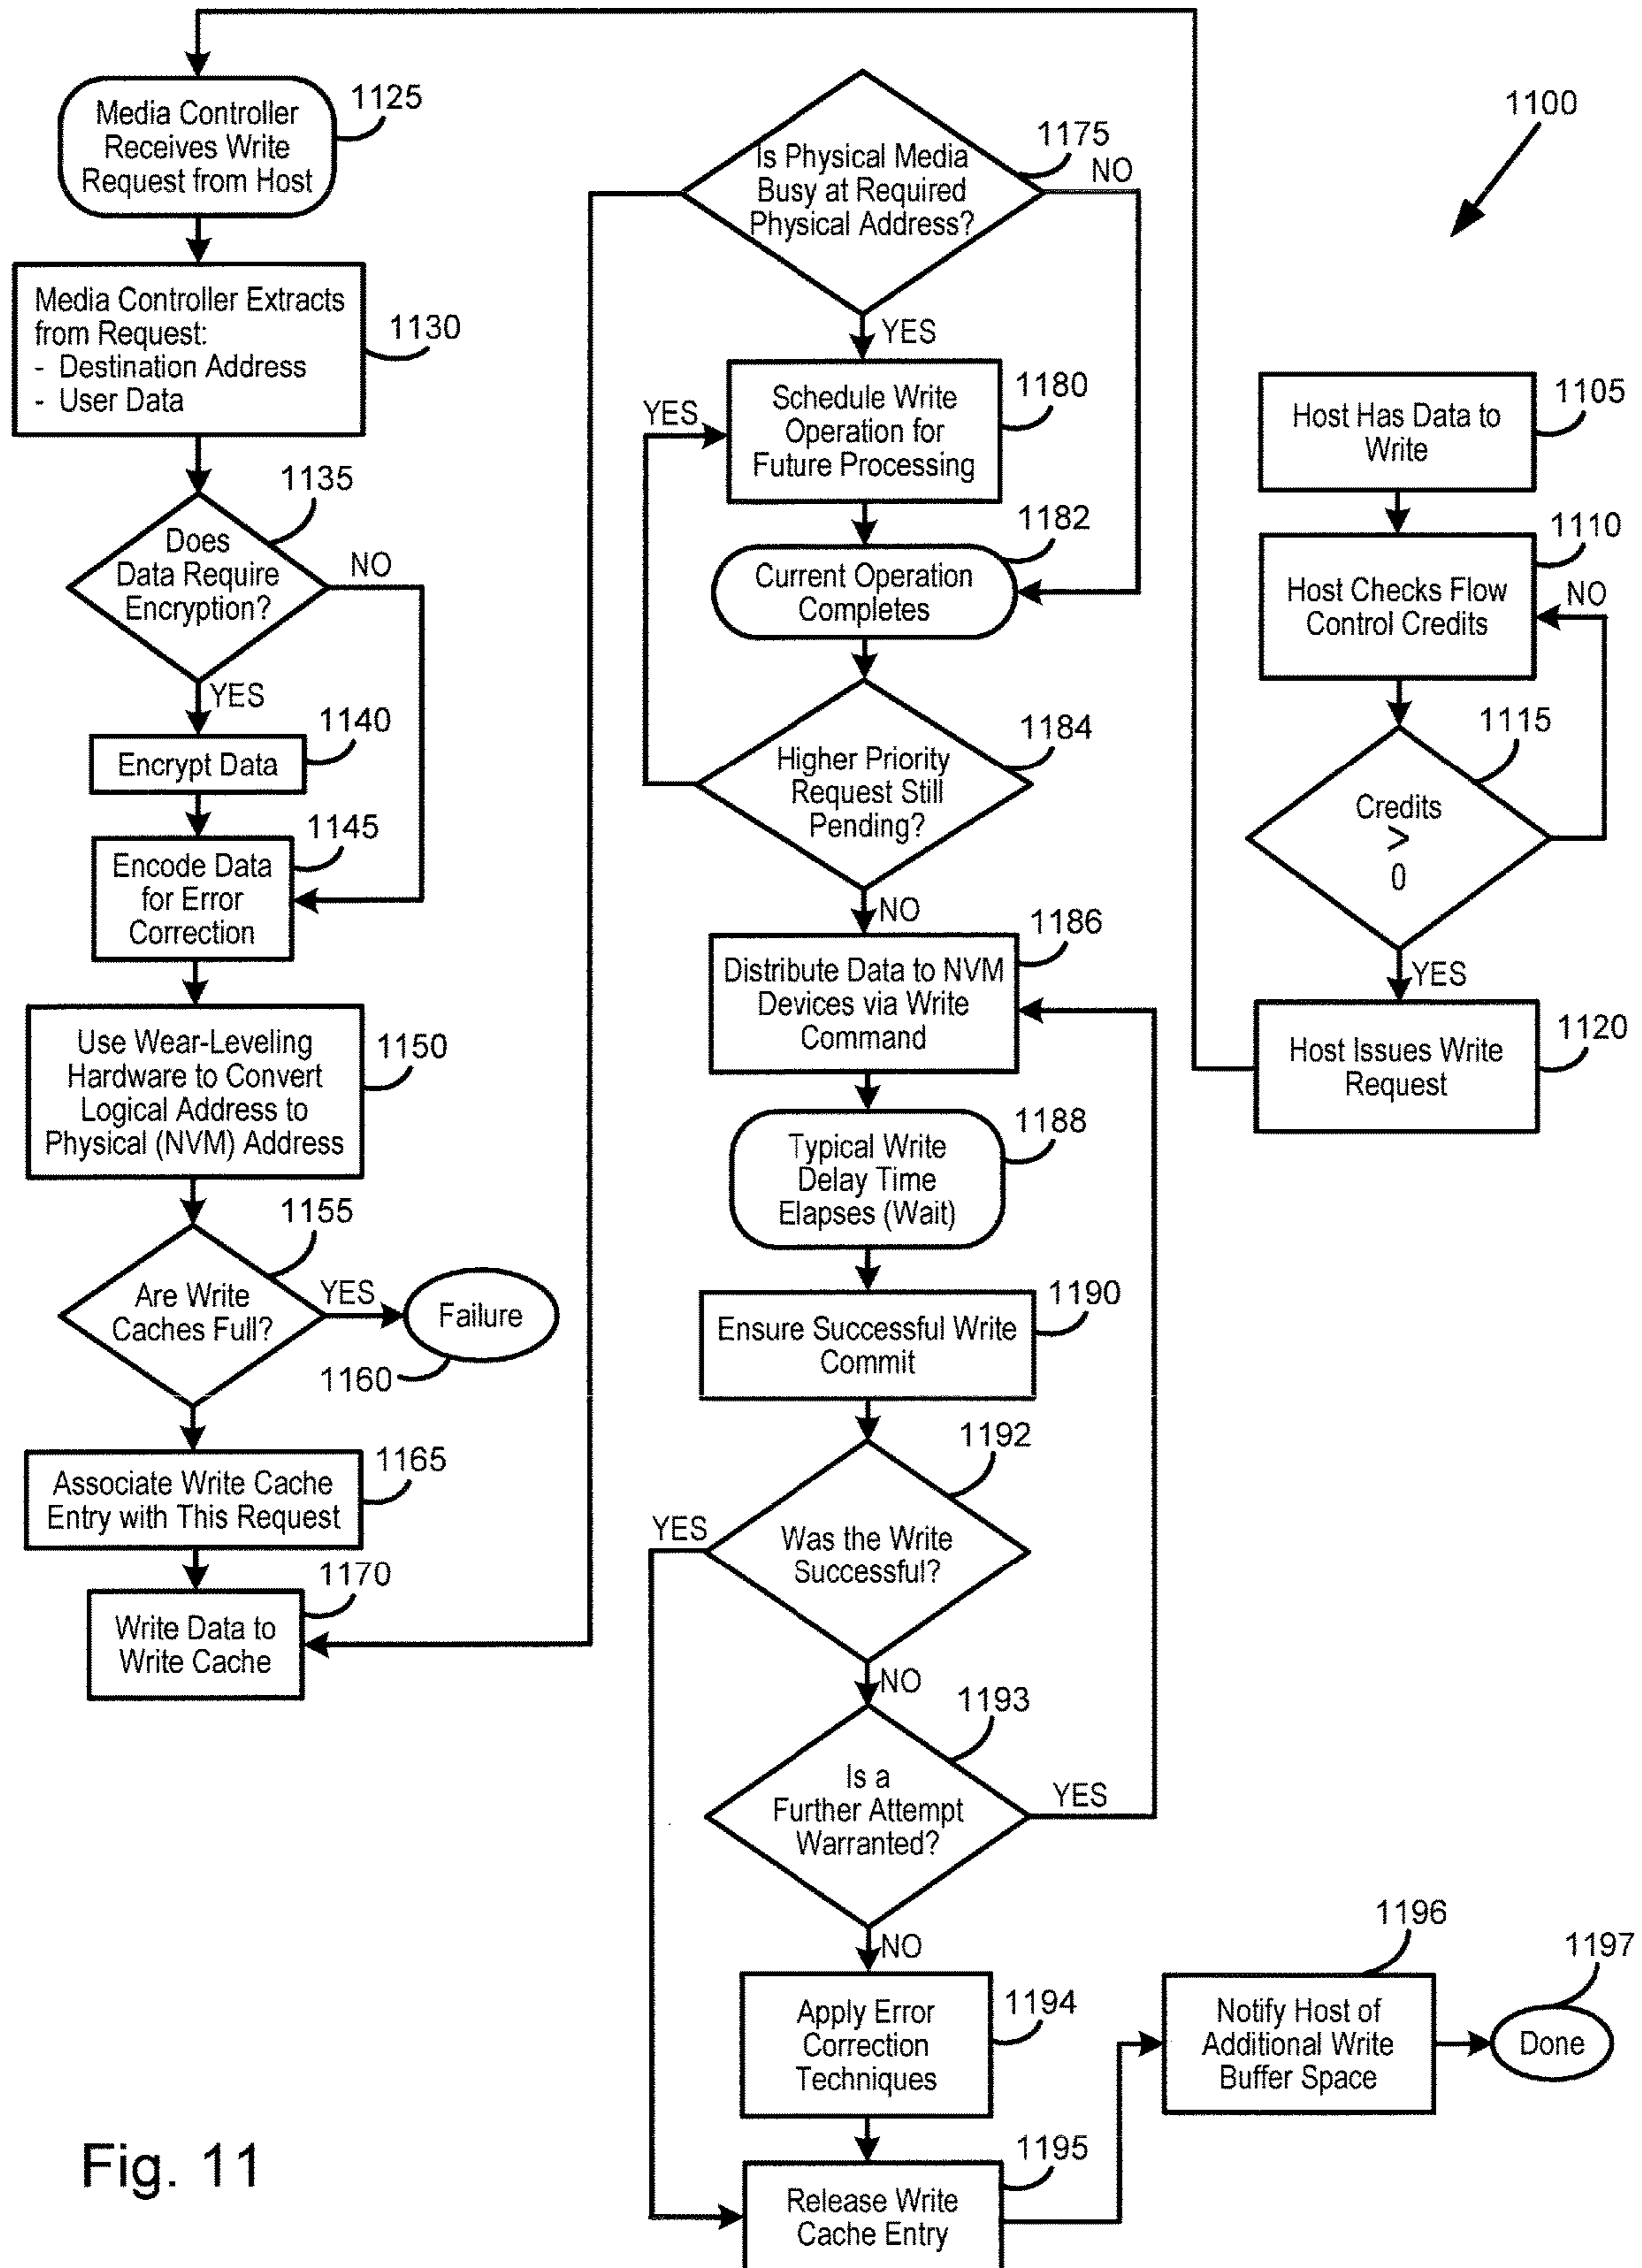 Media Controller
Receives Write
Request from Host
1125
Media Controller Extracts
from Request:
- Destination Address
- User Data
1130
1135
Does
Data Require
Encryption?
NO
YES
1140
Encrypt Data
1145
Encode Data
for Error
Correction
Use Wear-Leveling
Hardware to Convert
Logical Address to
Physical (NVM) Address
1150
1155
Are Write
Caches Full?
YES
Failure
1160
Associate Write Cache
Entry with This Request
1165
1170
Write Data to
Write Cache
1175
Is Physical Media
Busy at Required
Physical Address?
NO
YES
YES
Schedule Write
Operation for
Future Processing
1180
1182
Current Operation
Completes
1184
Higher Priority
Request Still
Pending?
NO
1186
Distribute Data to NVM
Devices via Write
Command
1188
Typical Write
Delay Time
Elapses (Wait)
1190
Ensure Successful Write
Commit
1192
YES
Was the Write
Successful?
NO
1193
Is a
Further Attempt
Warranted?
YES
NO
Apply Error
Correction
Techniques
1194
1195
Release Write
Cache Entry
1100
Host Has Data to
Write
1105
1110
Host Checks Flow
Control Credits
NO
1115
Credits
>
0
YES
Host Issues Write
Request
1120
1196
Notify Host of
Additional Write
Buffer Space
1197
Done
Fig. 11